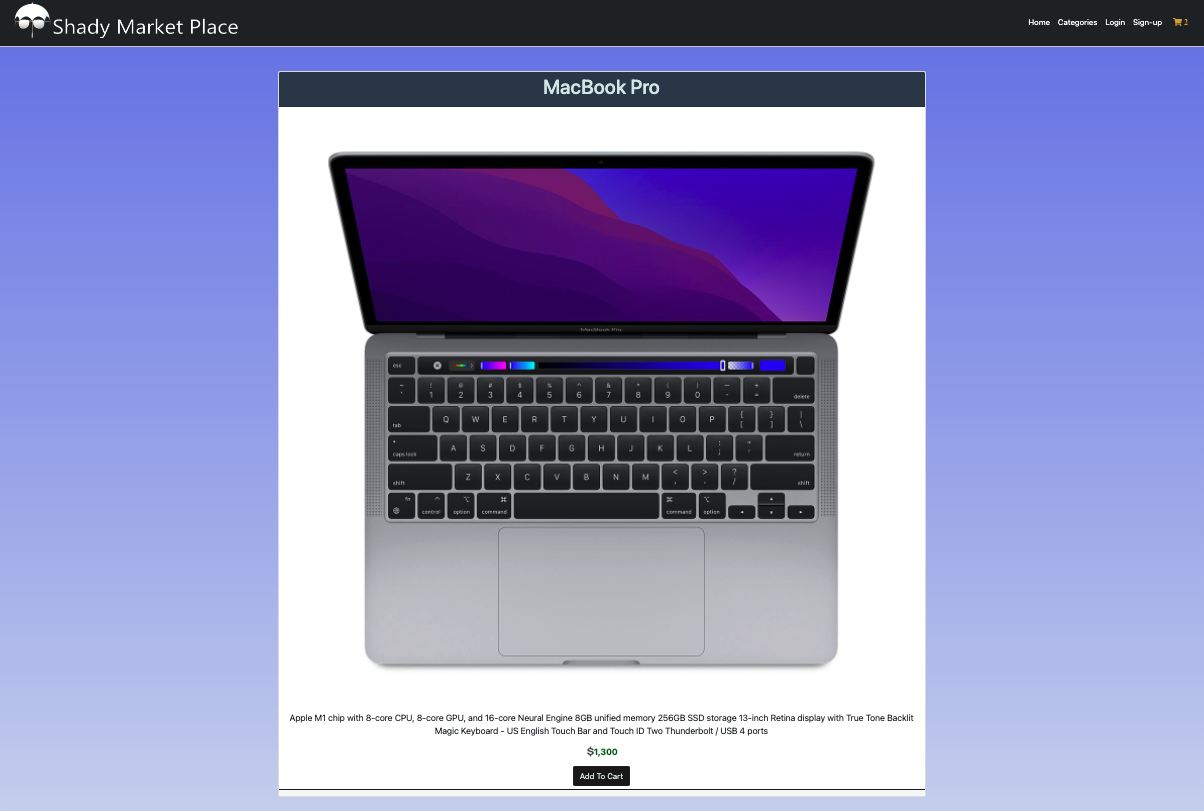 Shady Market Place
Home Categories Login Sign-up 2
MacBook Pro
MacBook Pro
esc
~ ! @ # $ % ^ & * ( ) — +
` 1 2 3 4 5 6 7 8 9 0 - = delete
tab Q W E R T Y U I O P { [ } ] | \
caps lock A S D F G H J K L : ; " ' return
shift Z X C V B N M < , > . ? / shift
fn control option command command option
Apple M1 chip with 8-core CPU, 8-core GPU, and 16-core Neural Engine 8GB unified memory 256GB SSD storage 13-inch Retina display with True Tone Backlit
Magic Keyboard - US English Touch Bar and Touch ID Two Thunderbolt / USB 4 ports
$1,300
Add To Cart